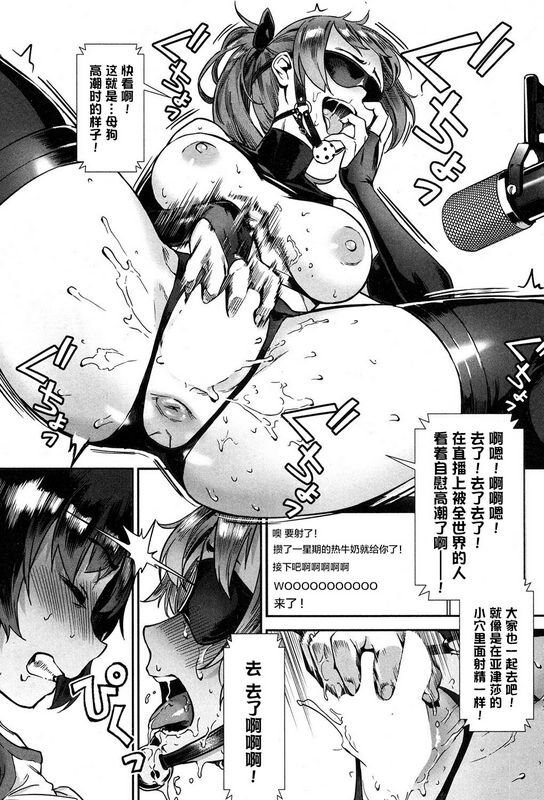 快看啊！
这就是…母狗
高潮时的样子！
啊嗯！啊啊嗯！
去了！去了去了！
在直播上被全世界的人
看着自慰高潮了啊——！
噢 要射了！
攒了一星期的热牛奶就给你了！
接下吧啊啊啊啊啊
WOOOOOOOOOOO
来了！
大家也一起去吧！
就像是在亚津莎的
小穴里面射精一样！
去 去了啊啊啊！